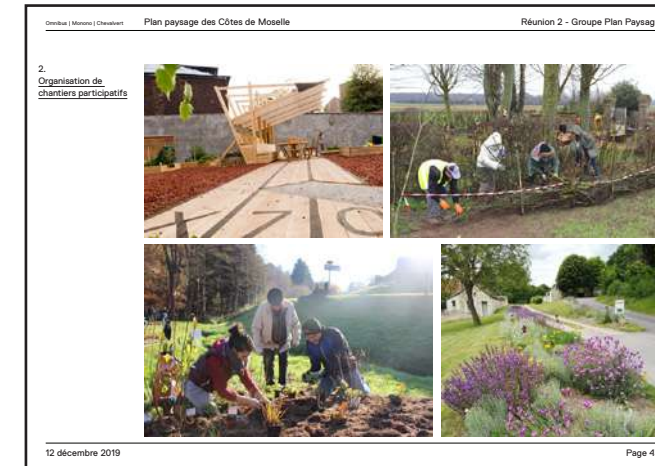 Omnibus | Monono | Chevalvert
Plan paysage des Côtes de Moselle
Réunion 2 - Groupe Plan Paysag
2.
Organisation de
chantiers participatifs
12 décembre 2019
Page 4